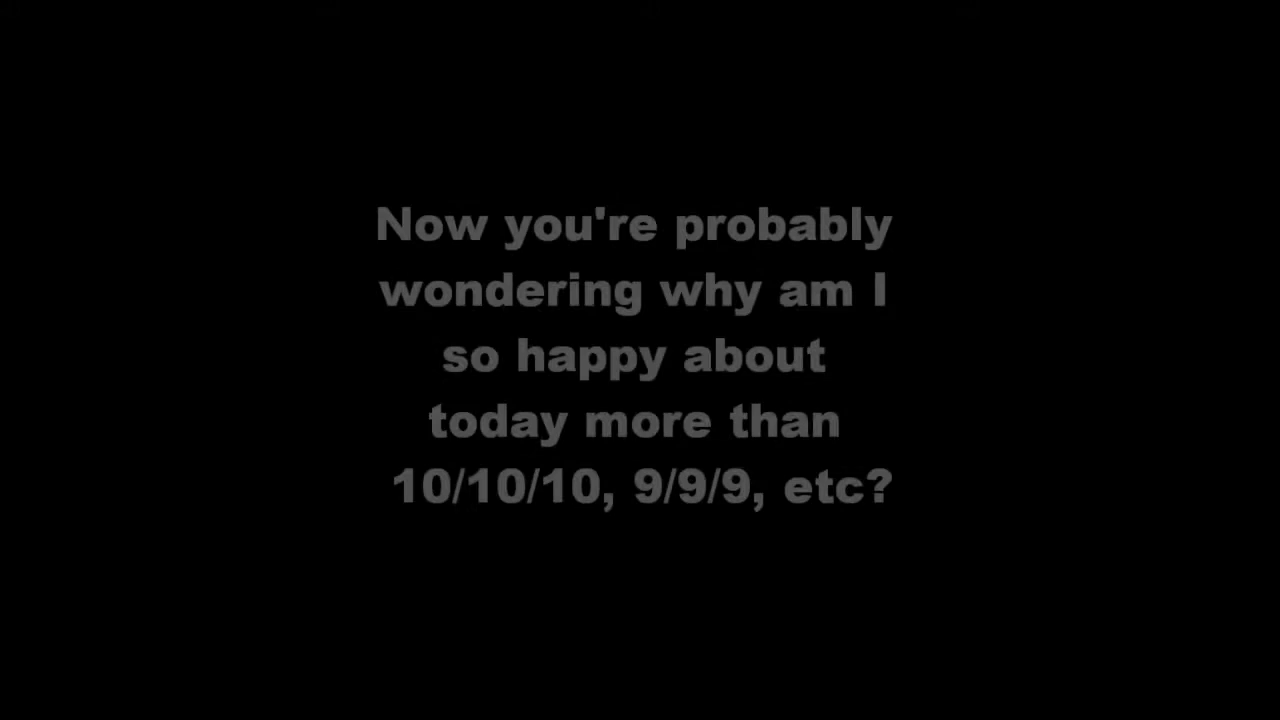 Now you're probably
wondering why am I
so happy about
today more than
10/10/10, 9/9/9, etc?